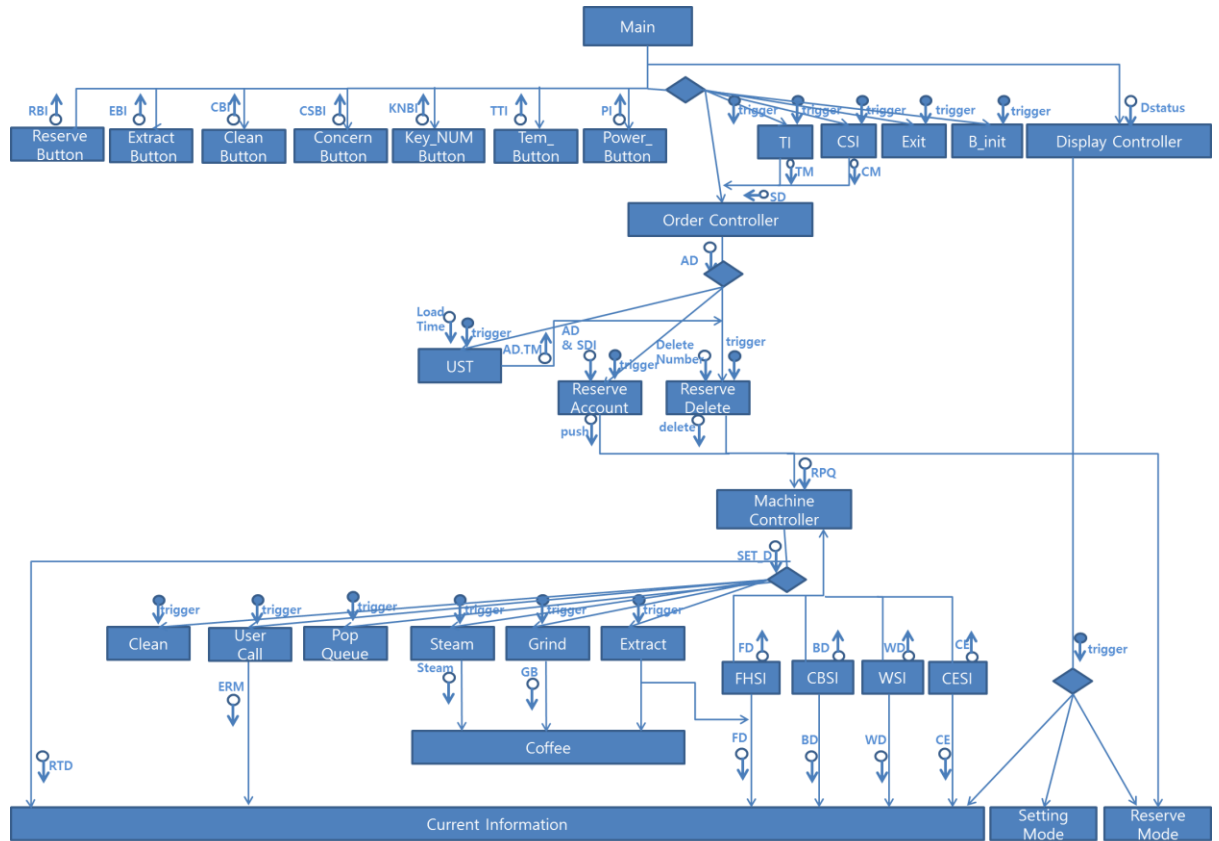 Main
RBI
EBI
CBI
CSBI
KNBI
TTI
PI
trigger
trigger
trigger
trigger
trigger
Dstatus
Reserve
Button
Extract
Button
Clean
Button
Concern
Button
Key_NUM
Button
Tem_
Button
Power_
Button
TI
CSI
Exit
B_init
Display Controller
TM
CM
SD
Order Controller
AD
Load
Time
trigger
UST
AD.TM
AD
& SDI
trigger
Delete
Number
trigger
Reserve
Account
Reserve
Delete
push
delete
RPQ
Machine
Controller
SET_D
trigger
trigger
trigger
trigger
trigger
trigger
Clean
User
Call
Pop
Queue
Steam
Grind
Extract
FD
BD
WD
CE
FHSI
CBSI
WSI
CESI
trigger
ERM
Steam
GB
Coffee
RTD
FD
BD
WD
CE
Current Information
Setting
Mode
Reserve
Mode